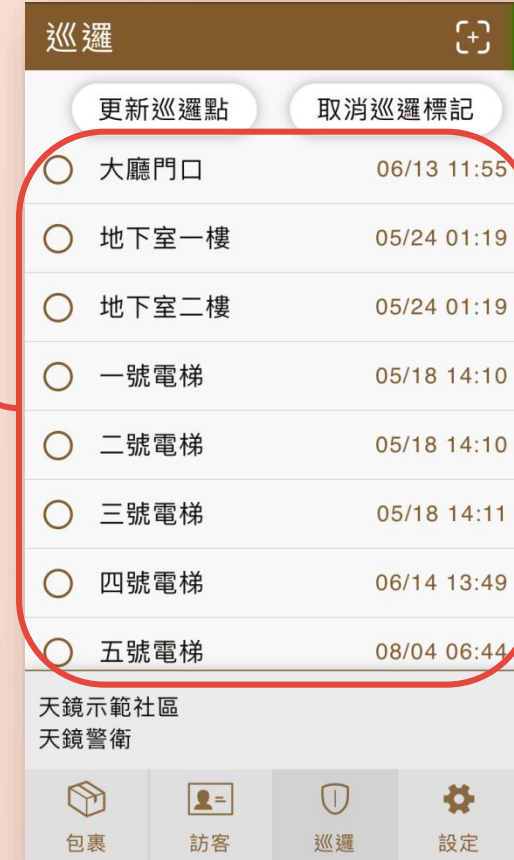 巡邏
更新巡邏點 取消巡邏標記
大廳門口 06/13 11:55
地下室一樓 05/24 01:19
地下室二樓 05/24 01:19
一號電梯 05/18 14:10
二號電梯 05/18 14:10
三號電梯 05/18 14:11
四號電梯 06/14 13:49
五號電梯 08/04 06:44
天鏡示範社區
天鏡警衛
包裹 訪客 巡邏 設定